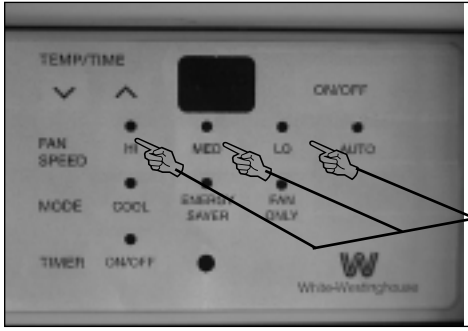 TEMP/TIME
ON/OFF
FAN SPEED HI MED LO AUTO
MODE COOL ENERGY SAVER FAN ONLY
TIMER ON/OFF
W
White-Westinghouse